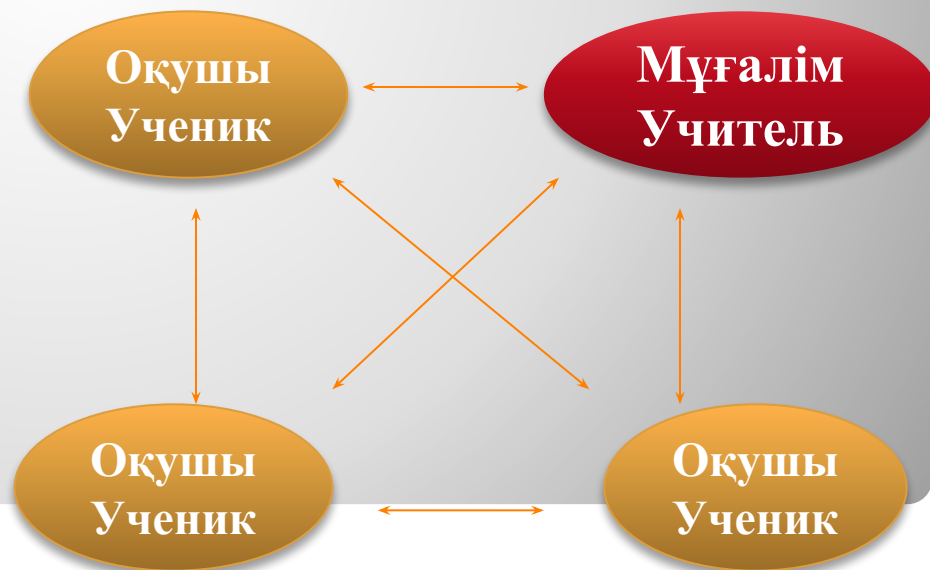 Оқушы
Ученик
Мұғалім
Учитель
Оқушы
Ученик
Оқушы
Ученик